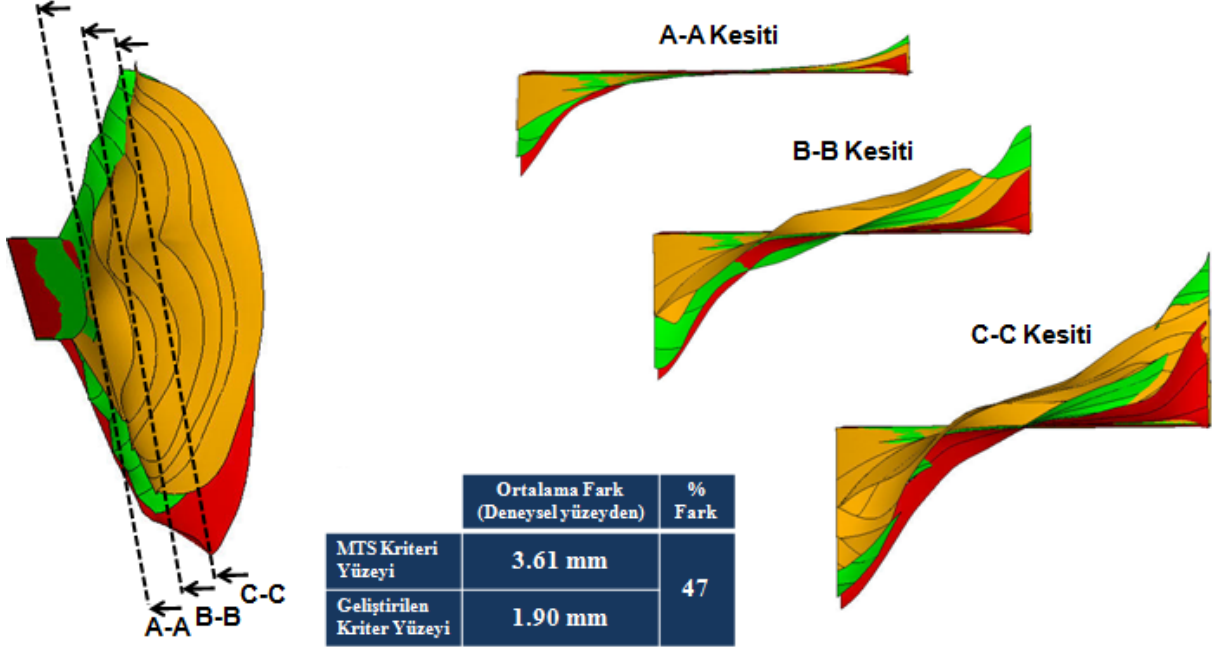 A-A Kesiti
B-B Kesiti
C-C Kesiti
A-A
B-B
C-C
Ortalama Fark
(Deneysel yüzeyden)
%
Fark
MTS Kriteri
Yüzeyi
3.61 mm
47
Geliştirilen
Kriter Yüzeyi
1.90 mm